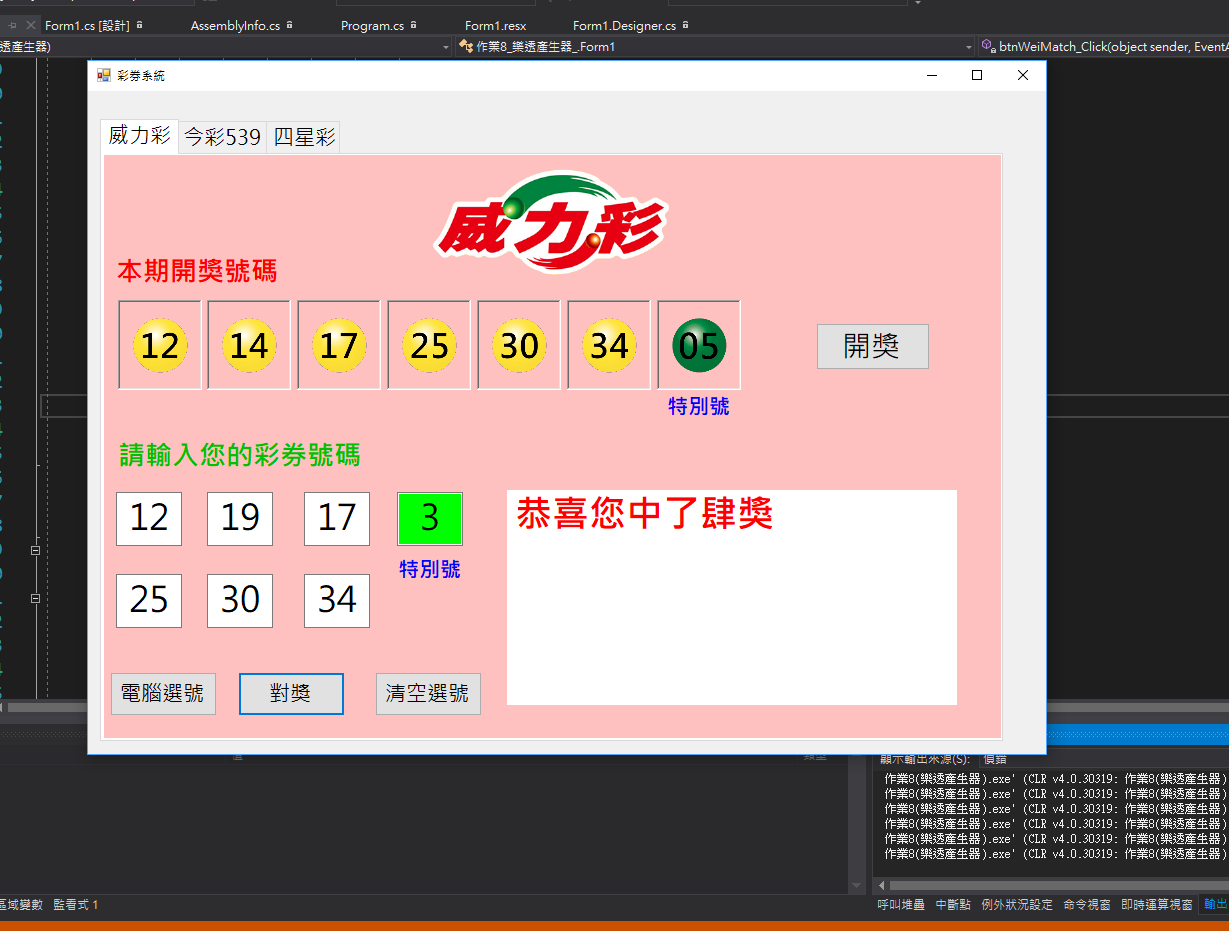 Form1.cs [設計]
AssemblyInfo.cs
Program.cs
Form1.resx
Form1.Designer.cs
透產生器)
作業8_樂透產生器_.Form1
btnWeiMatch_Click(object sender, EventA
彩券系統
威力彩
今彩539
四星彩
威力彩
本期開獎號碼
12
14
17
25
30
34
05
開獎
特別號
請輸入您的彩券號碼
12
19
17
3
恭喜您中了肆獎
特別號
25
30
34
電腦選號
對獎
清空選號
值
類型
顯示輸出來源(S):
偵錯
作業8(樂透產生器).exe' (CLR v4.0.30319: 作業8(樂透產生器)
作業8(樂透產生器).exe' (CLR v4.0.30319: 作業8(樂透產生器)
作業8(樂透產生器).exe' (CLR v4.0.30319: 作業8(樂透產生器)
作業8(樂透產生器).exe' (CLR v4.0.30319: 作業8(樂透產生器)
作業8(樂透產生器).exe' (CLR v4.0.30319: 作業8(樂透產生器)
作業8(樂透產生器).exe' (CLR v4.0.30319: 作業8(樂透產生器)
區域變數
監看式 1
呼叫堆疊
中斷點
例外狀況設定
命令視窗
即時運算視窗
輸出